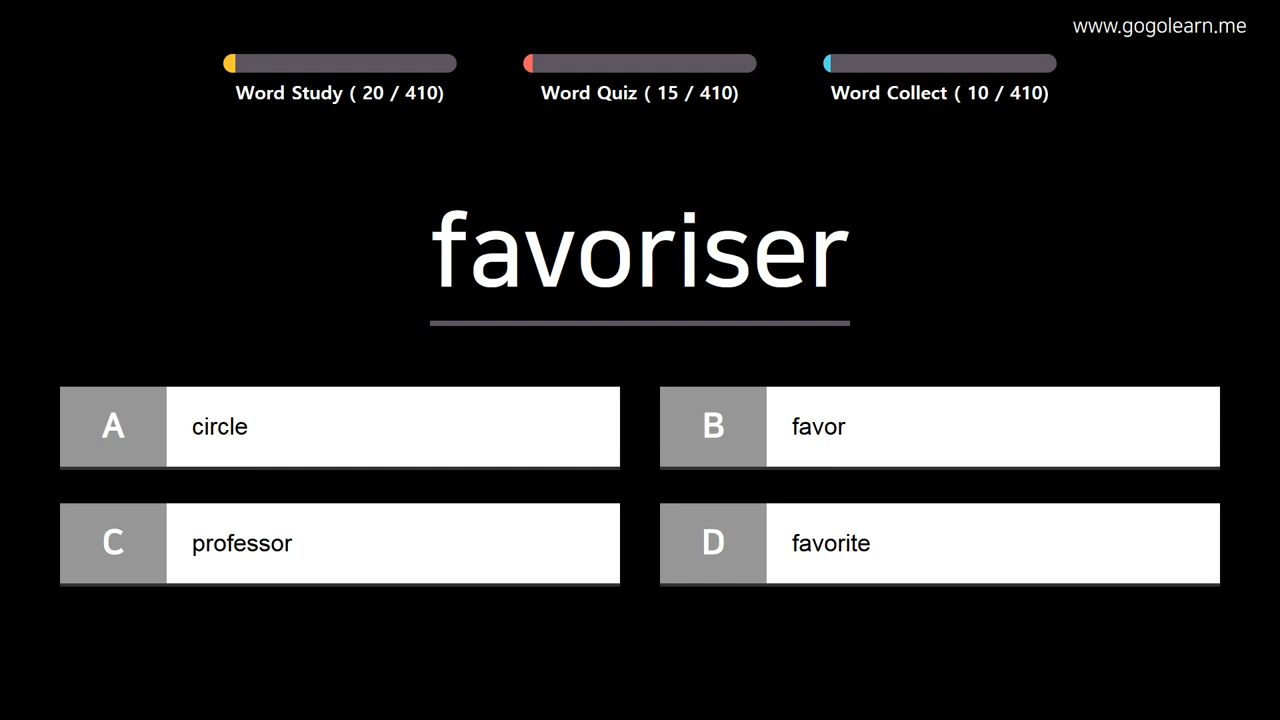 www.gogolearn.me
Word Study ( 20 / 410)
Word Quiz ( 15 / 410)
Word Collect ( 10 / 410)
favoriser
A circle
B favor
C professor
D favorite